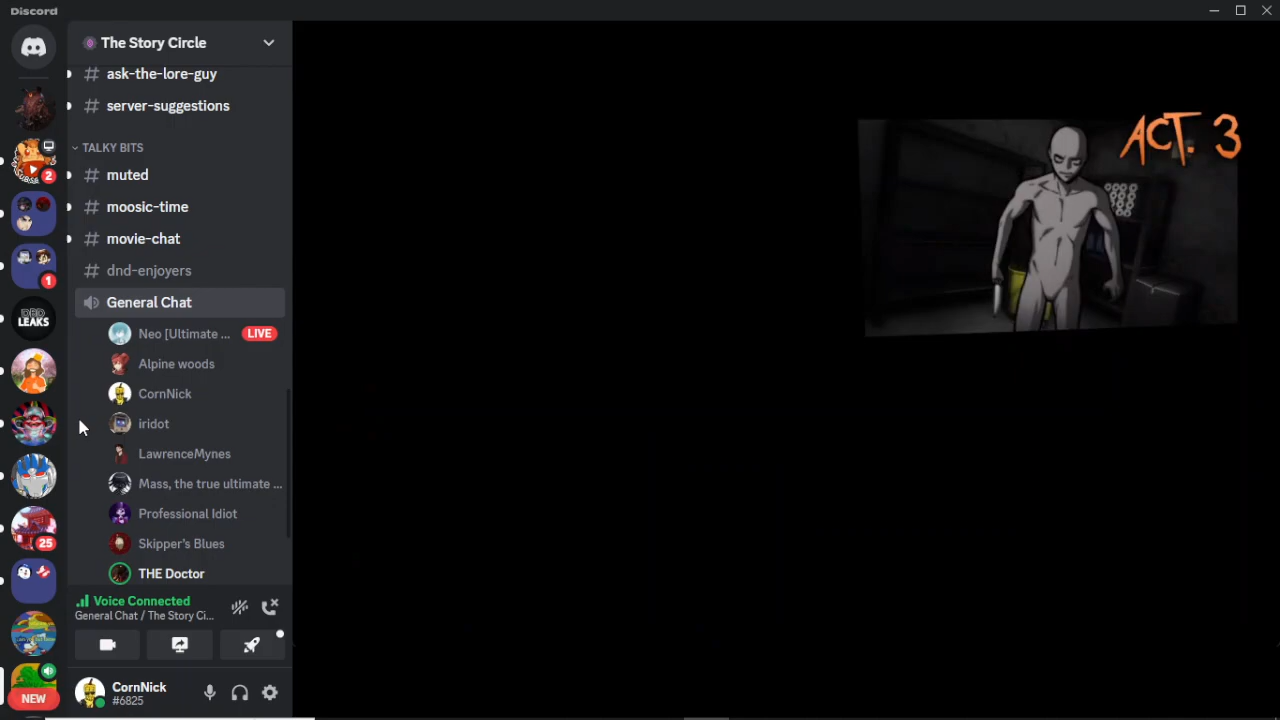 Discord
The Story Circle
# ask-the-lore-guy
# server-suggestions
TALKY BITS
# muted
# moosic-time
# movie-chat
# dnd-enjoyers
General Chat
Neo [Ultimate ... LIVE
Alpine woods
CornNick
iridot
LawrenceMynes
Mass, the true ultimate ...
Professional Idiot
Skipper's Blues
THE Doctor
Voice Connected
General Chat / The Story Ci...
CornNick
#6825
2
1
DBD
LEAKS
25
NEW
ACT. 3